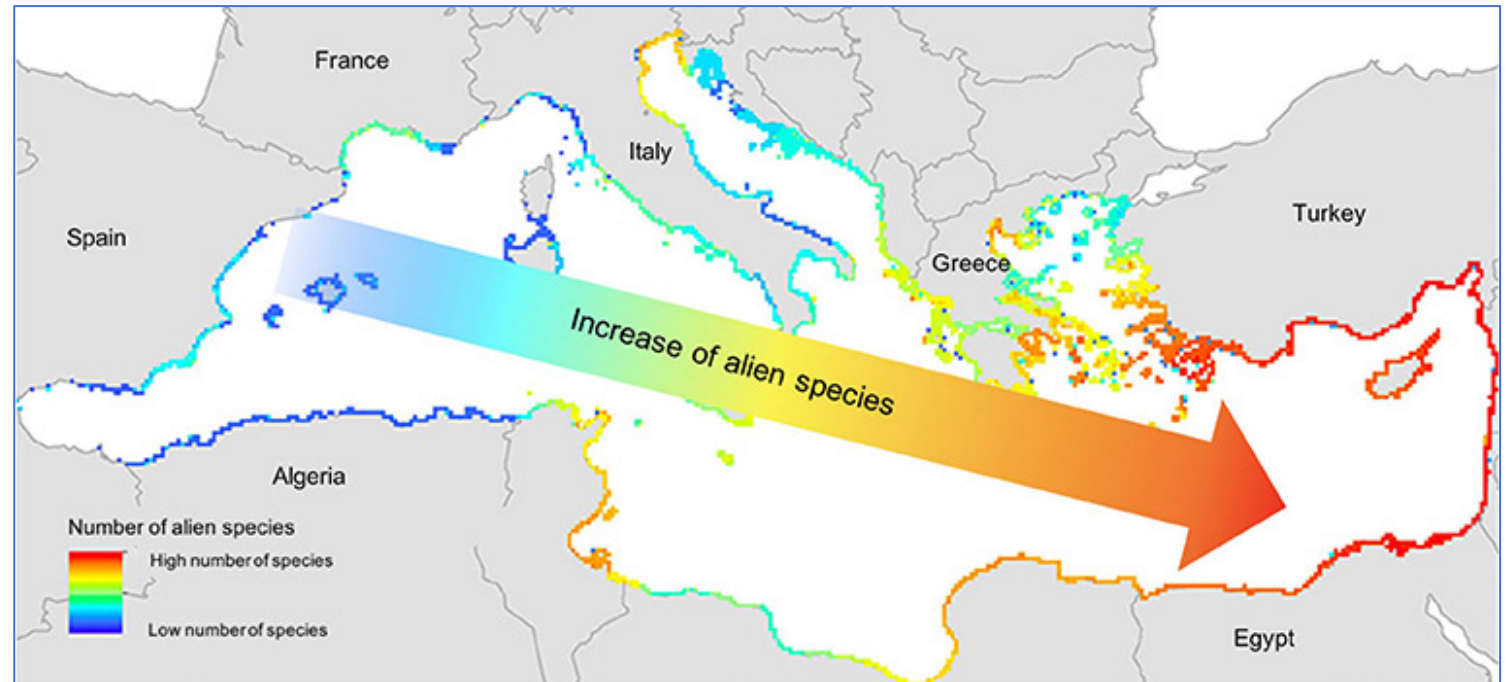 France
Italy
Spain
Turkey
Greece
Increase of alien species
Algeria
Number of alien species
High number of species
Low number of species
Egypt